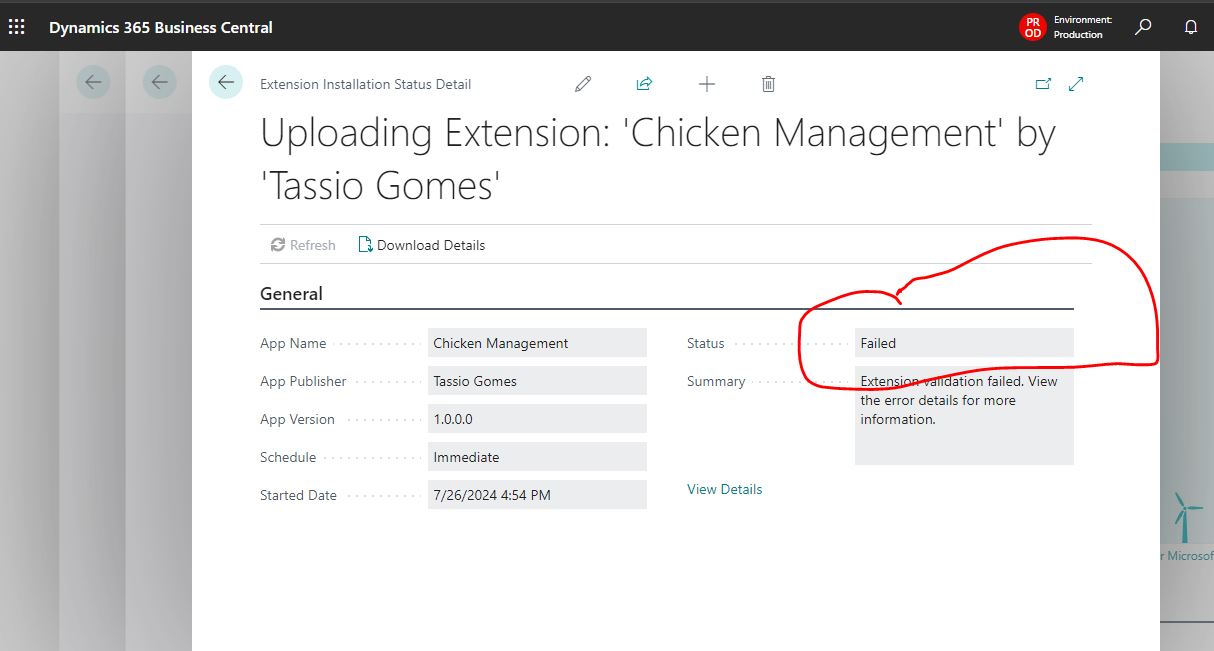 Dynamics 365 Business Central
PR
OD
Environment:
Production
Extension Installation Status Detail
Uploading Extension: 'Chicken Management' by
'Tassio Gomes'
Refresh
Download Details
General
App Name
Chicken Management
Status
Failed
App Publisher
Tassio Gomes
Summary
Extension validation failed. View
the error details for more
information.
App Version
1.0.0.0
Schedule
Immediate
Started Date
7/26/2024 4:54 PM
View Details
r Microsof